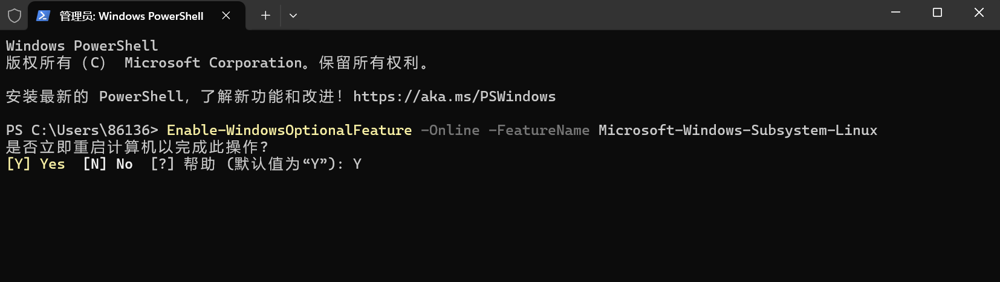 管理员: Windows PowerShell
Windows PowerShell
版权所有（C） Microsoft Corporation。保留所有权利。
安装最新的 PowerShell，了解新功能和改进！https://aka.ms/PSWindows
PS C:\Users\86136> Enable-WindowsOptionalFeature -Online -FeatureName Microsoft-Windows-Subsystem-Linux
是否立即重启计算机以完成此操作?
[Y] Yes  [N] No  [?] 帮助 (默认值为“Y”): Y